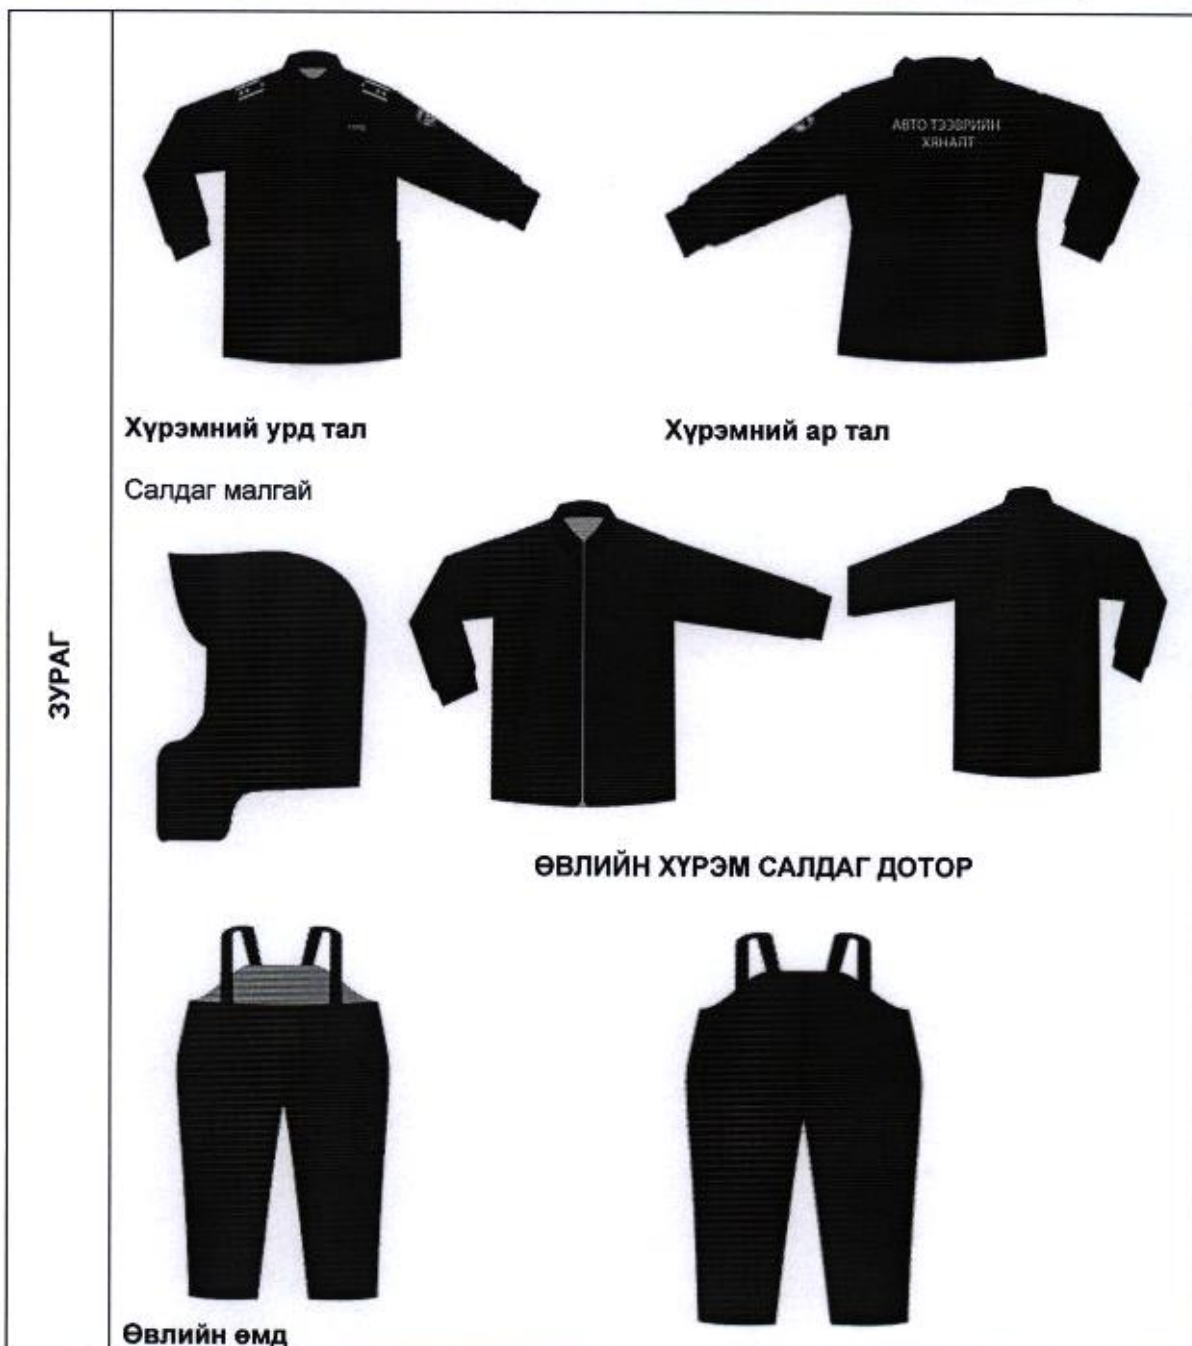 ЗУРАГ
АВТО ТЭЭВРИЙН
ХЯНАЛТ
Хүрэмний урд тал
Хүрэмний ар тал
Салдаг малгай
ӨВЛИЙН ХҮРЭМ САЛДАГ ДОТОР
Өвлийн өмд